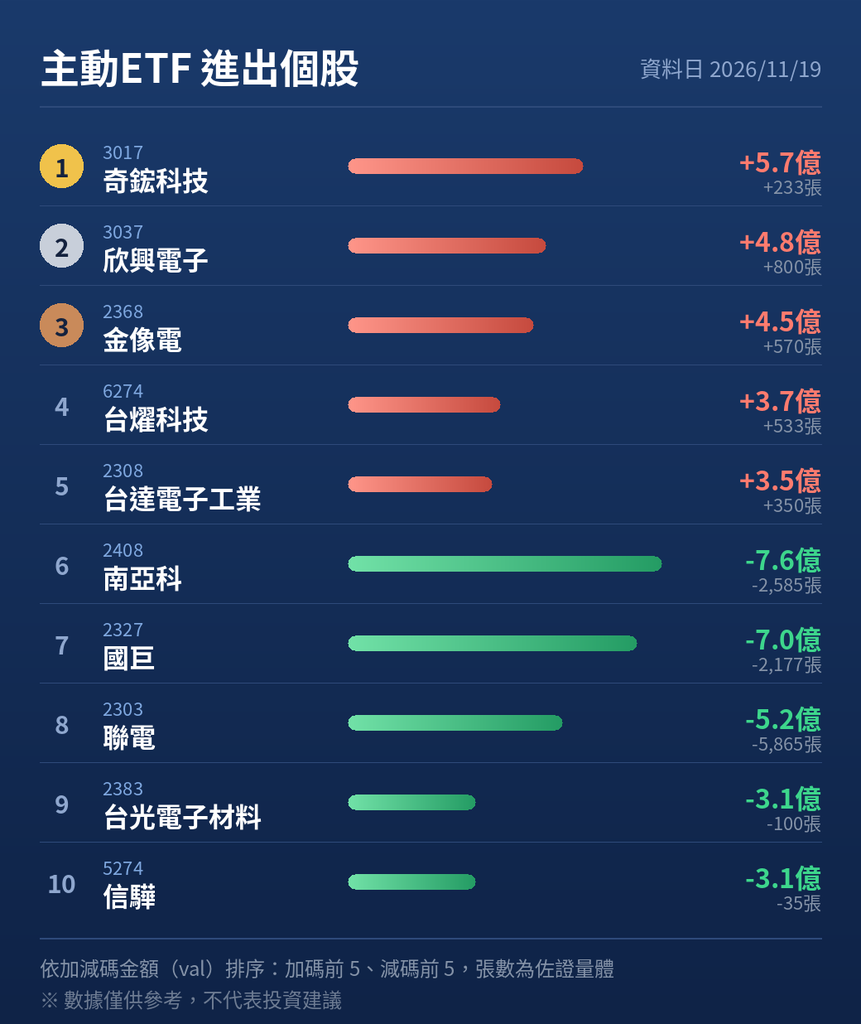 主動ETF 進出個股
資料日 2026/11/19
1
3017
奇鋐科技
+5.7億
+233張
2
3037
欣興電子
+4.8億
+800張
3
2368
金像電
+4.5億
+570張
4
6274
台燿科技
+3.7億
+533張
5
2308
台達電子工業
+3.5億
+350張
6
2408
南亞科
-7.6億
-2,585張
7
2327
國巨
-7.0億
-2,177張
8
2303
聯電
-5.2億
-5,865張
9
2383
台光電子材料
-3.1億
-100張
10
5274
信驊
-3.1億
-35張
依加減碼金額（val）排序：加碼前 5、減碼前 5，張數為佐證量體
※ 數據僅供參考，不代表投資建議